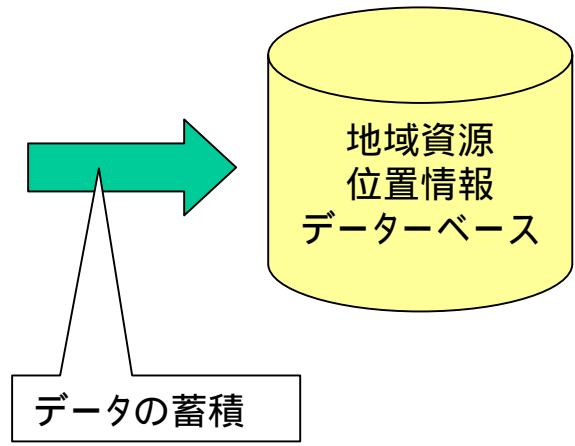 地域資源
位置情報
データーベース
データの蓄積